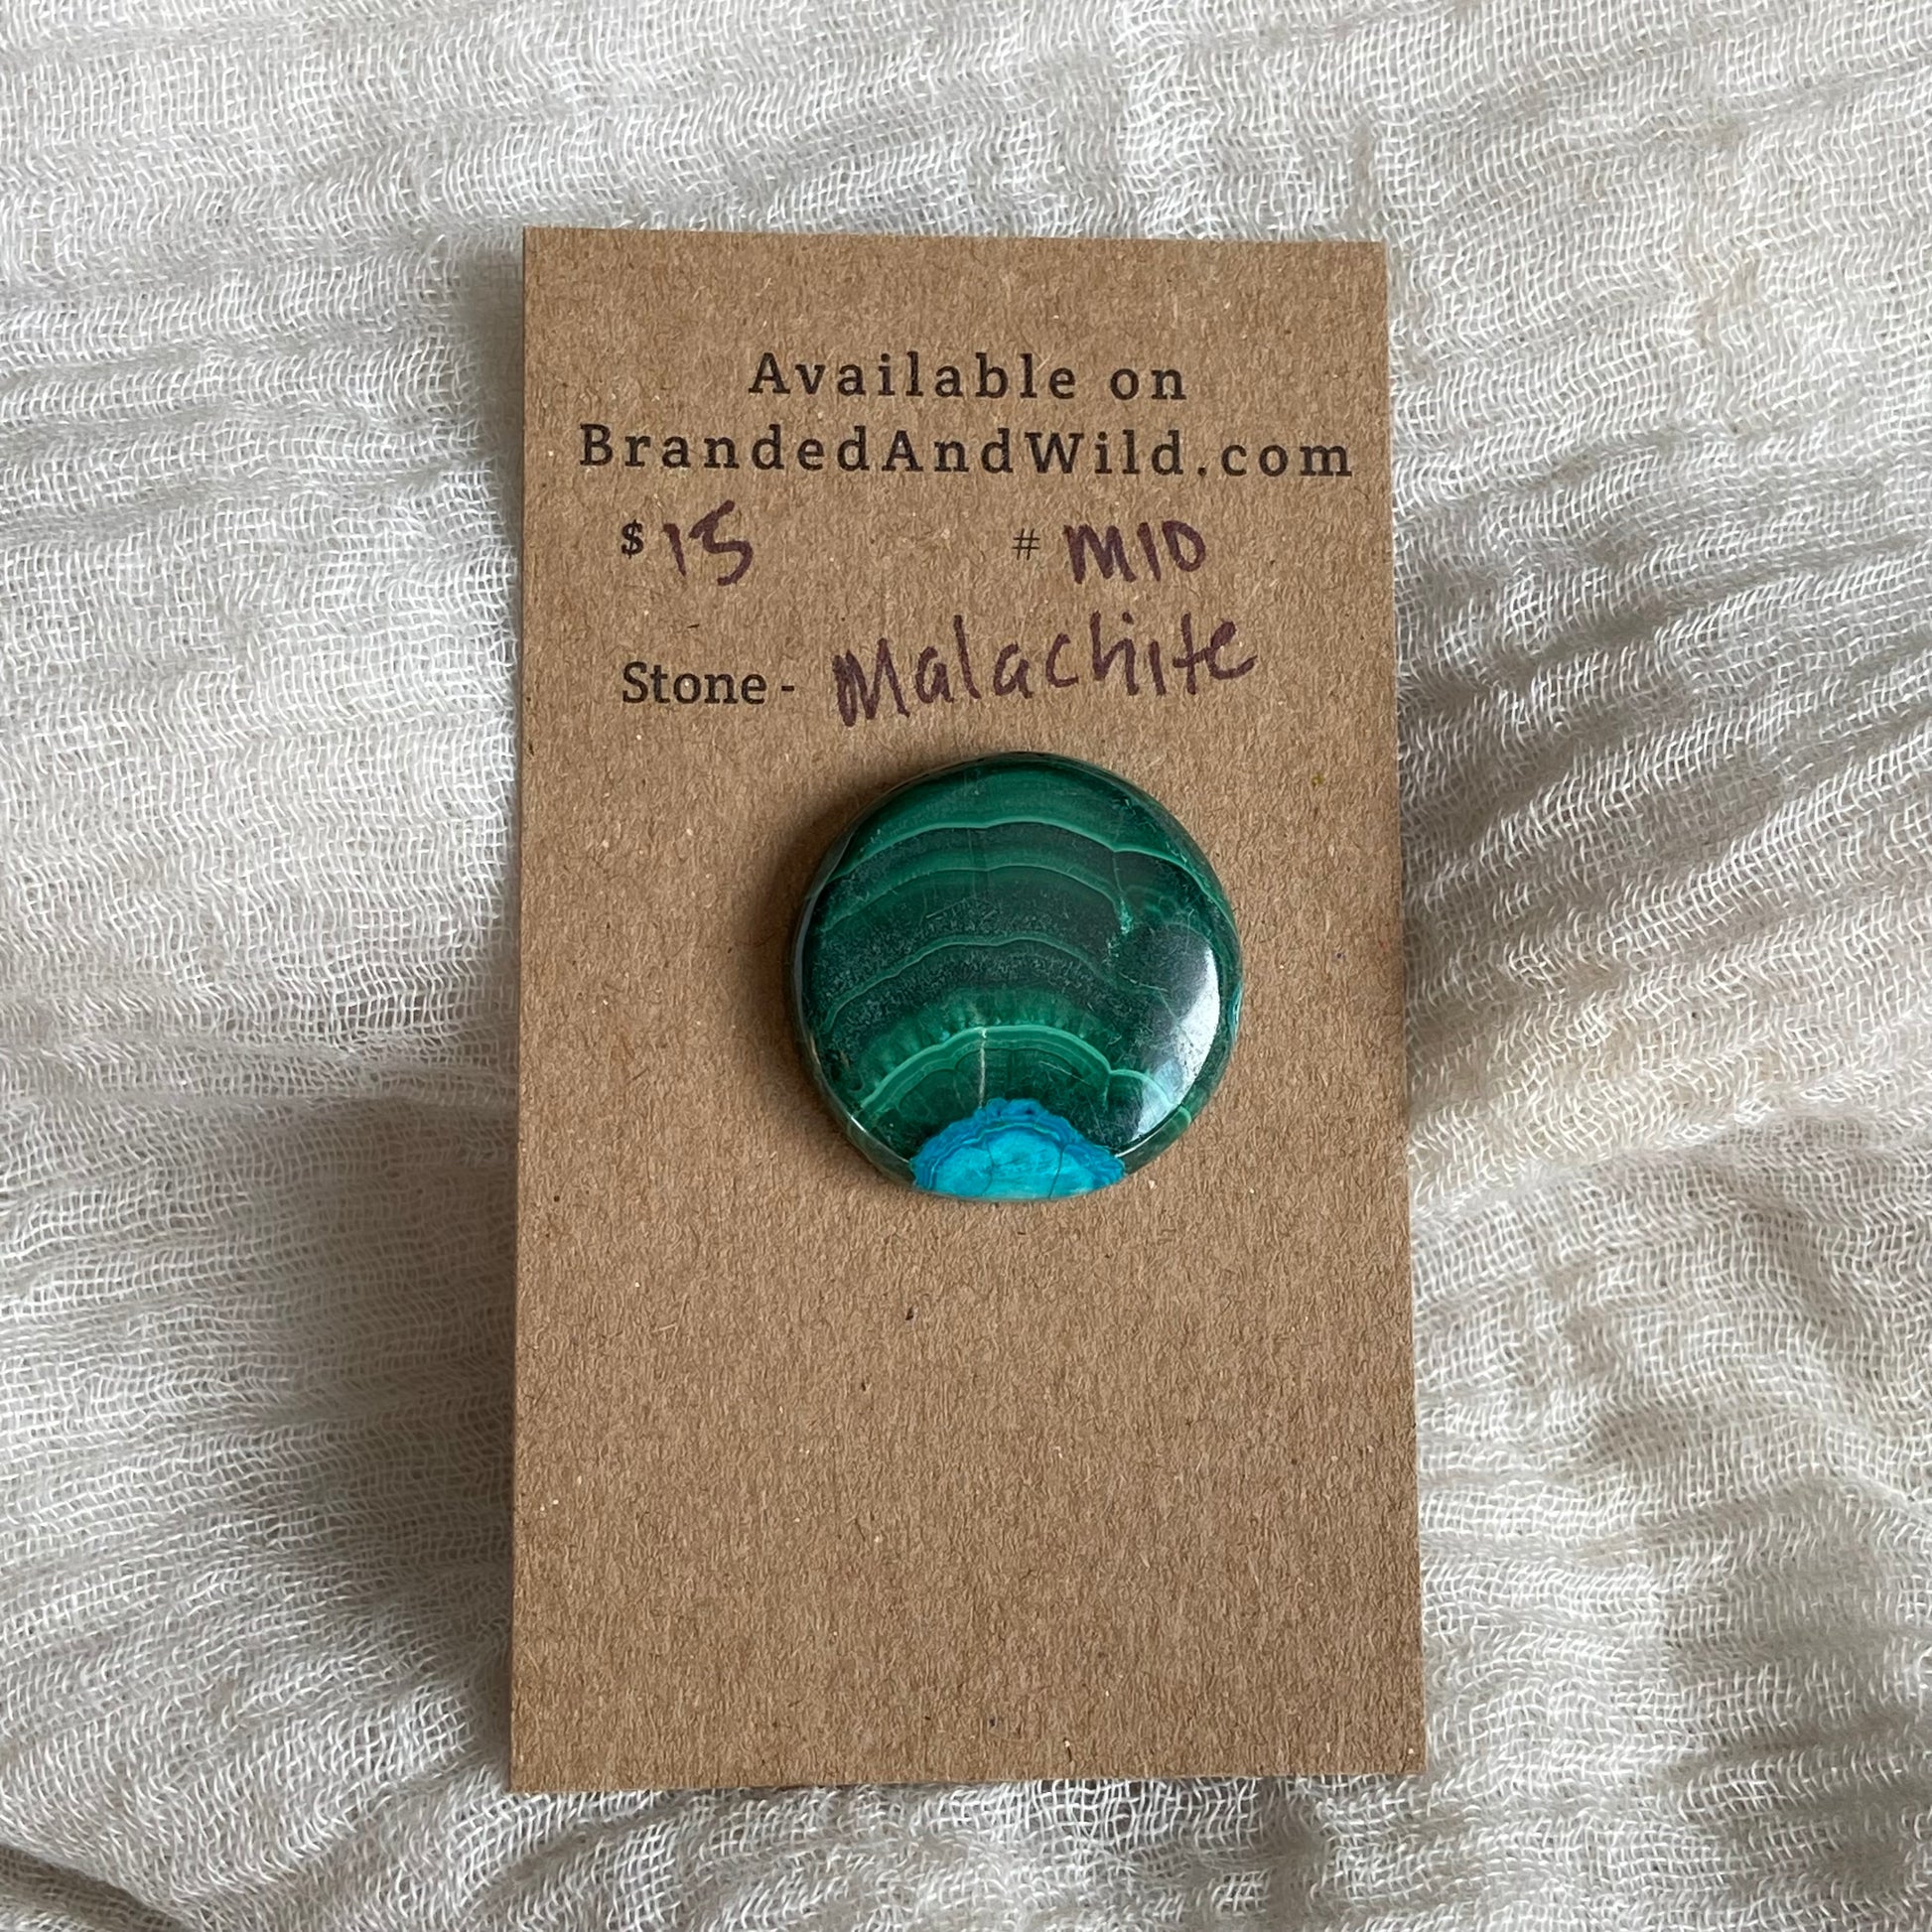 Available on
BrandedAndWild.com
$ 15 # M10
Stone - Malachite